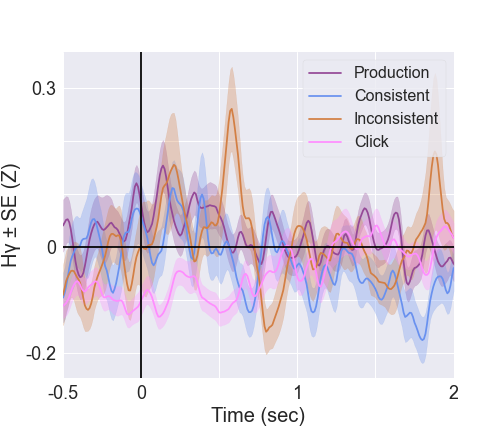 Production
Consistent
Inconsistent
Click
0.3
0
-0.2
Hγ ± SE (Z)
-0.5
0
1
2
Time (sec)